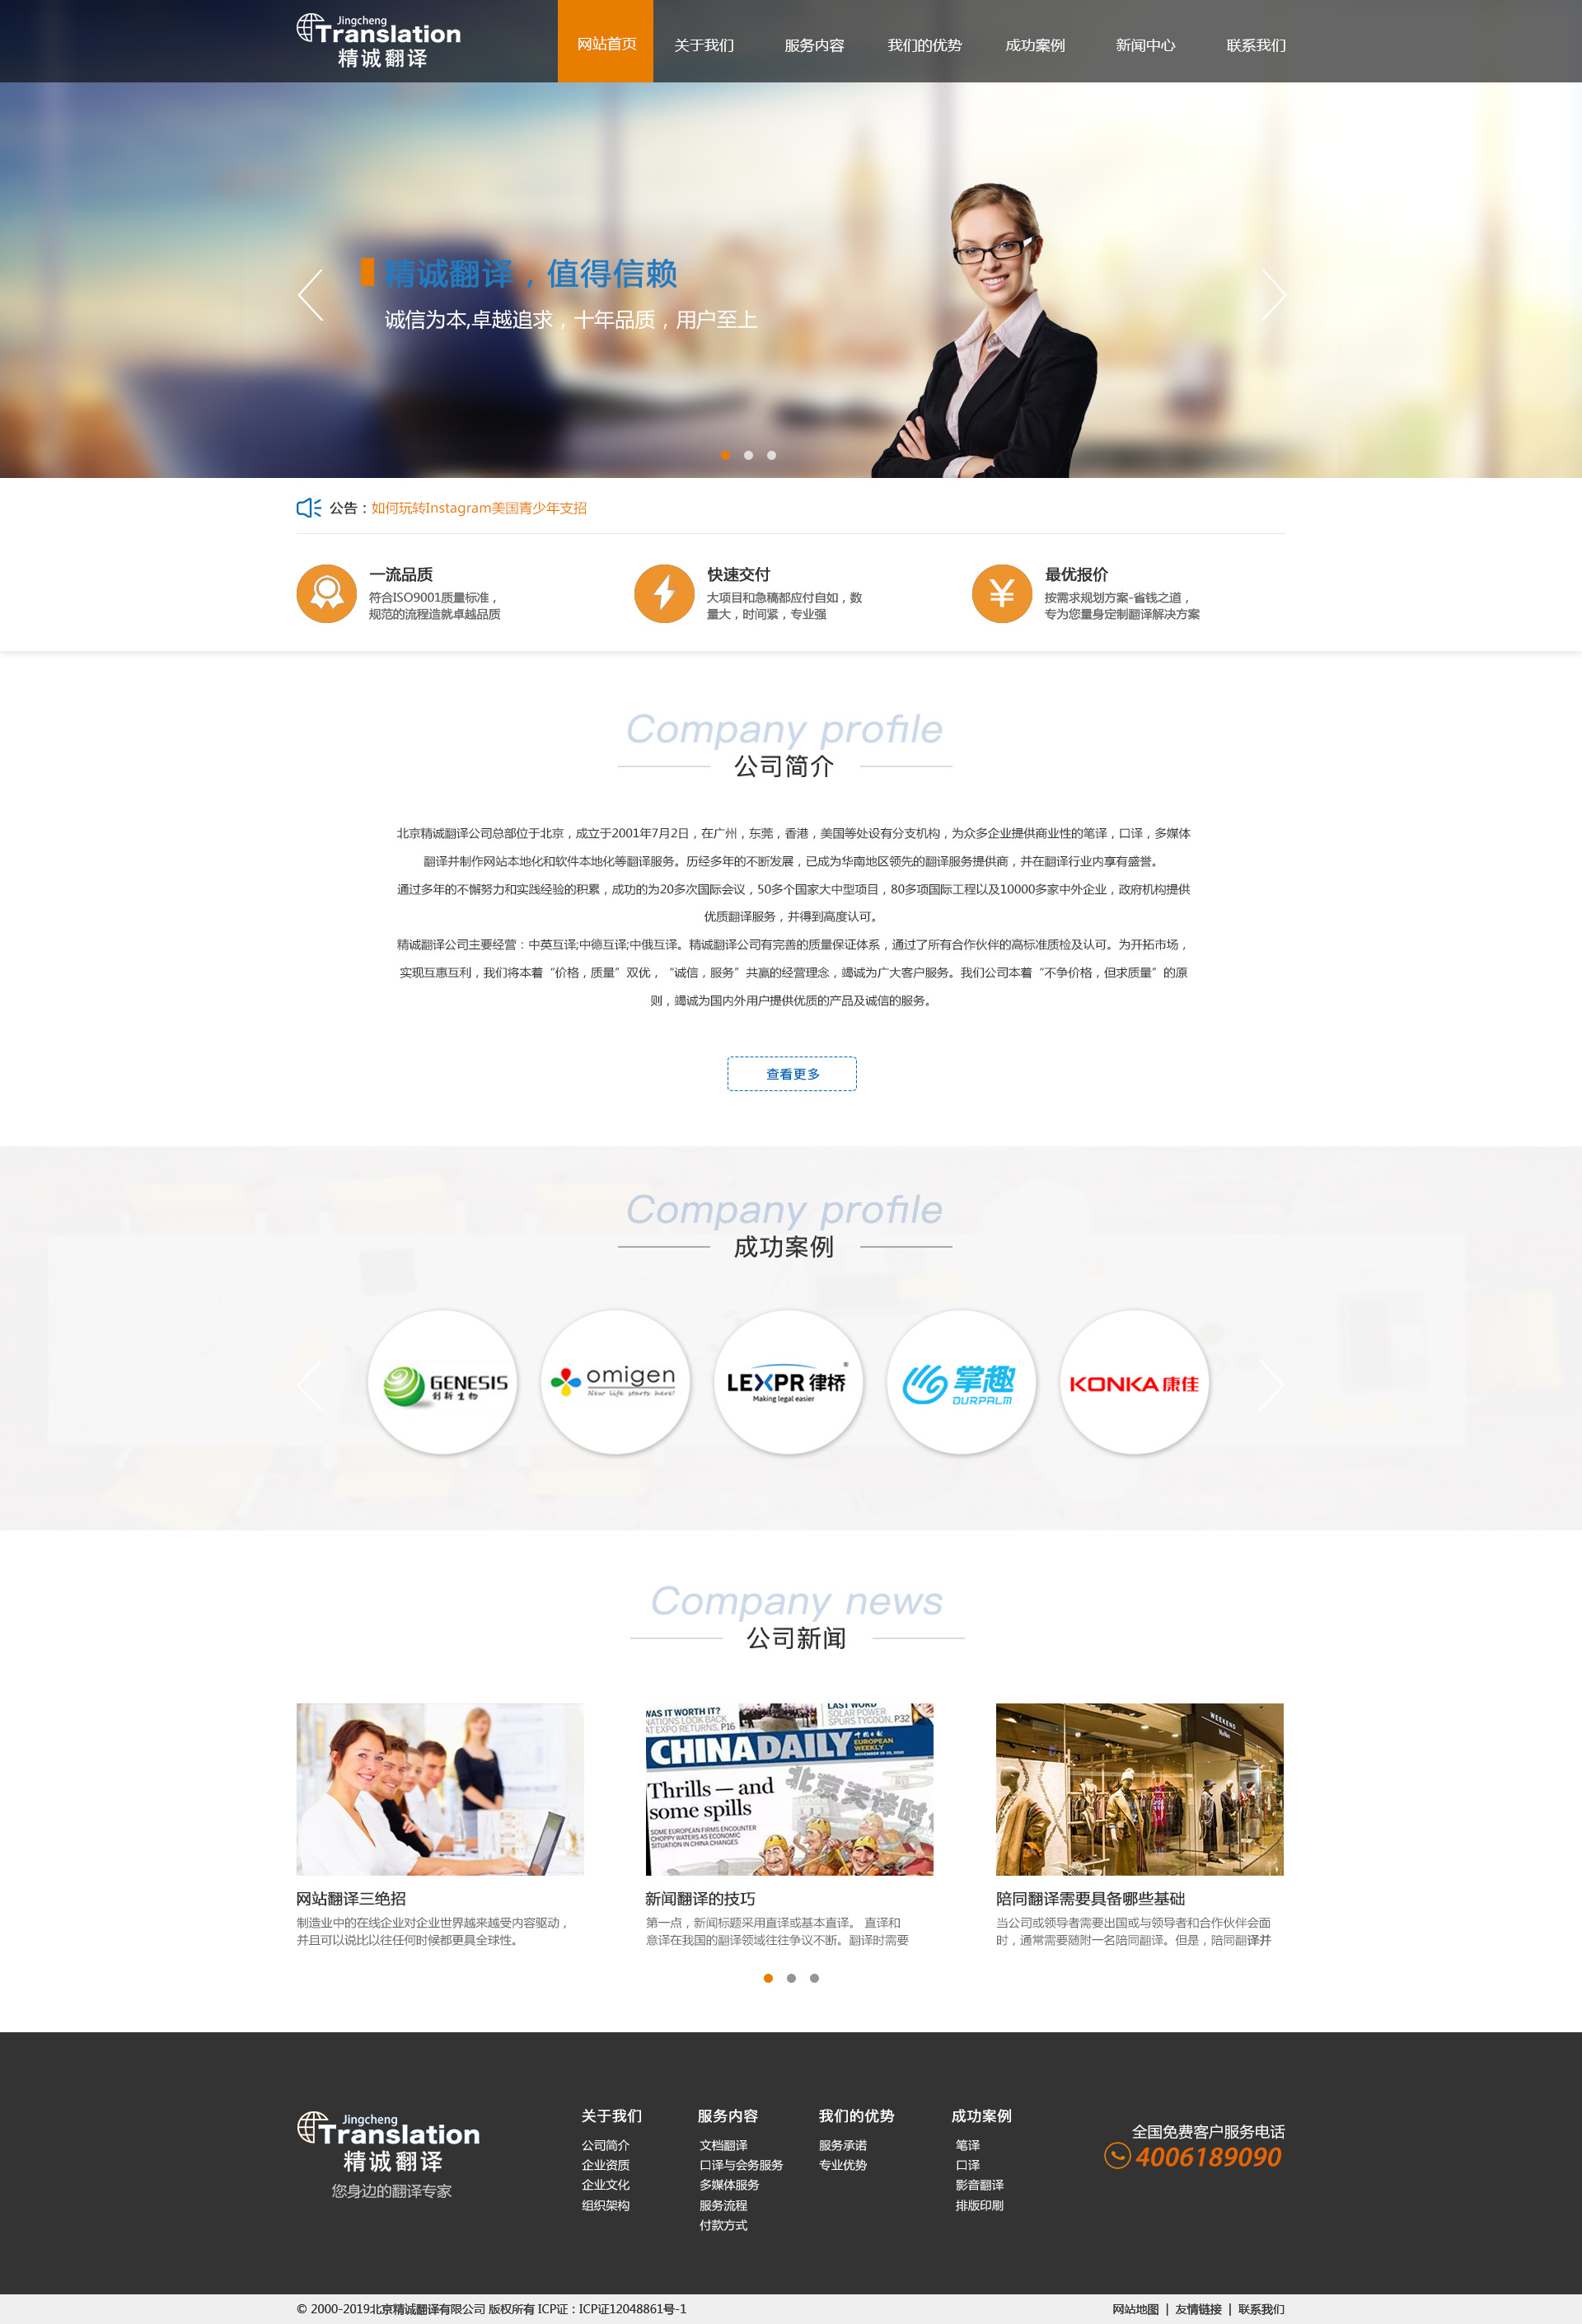 Jingcheng
Translation
精诚翻译
网站首页
关于我们
服务内容
我们的优势
成功案例
新闻中心
联系我们
精诚翻译，值得信赖
诚信为本,卓越追求，十年品质，用户至上
公告：如何玩转Instagram美国青少年支招
一流品质
符合ISO9001质量标准，
规范的流程造就卓越品质
快速交付
大项目和急稿都应付自如，数
量大，时间紧，专业强
最优报价
按需求规划方案-省钱之道，
专为您量身定制翻译解决方案
Company profile
公司简介
北京精诚翻译公司总部位于北京，成立于2001年7月2日，在广州，东莞，香港，美国等处设有分支机构，为众多企业提供商业性的笔译，口译，多媒体
翻译并制作网站本地化和软件本地化等翻译服务。历经多年的不断发展，已成为华南地区领先的翻译服务提供商，并在翻译行业内享有盛誉。
通过多年的不懈努力和实践经验的积累，成功的为20多次国际会议，50多个国家大中型项目，80多项国际工程以及10000多家中外企业，政府机构提供
优质翻译服务，并得到高度认可。
精诚翻译公司主要经营：中英互译;中德互译;中俄互译。精诚翻译公司有完善的质量保证体系，通过了所有合作伙伴的高标准质检及认可。为开拓市场，
实现互惠互利，我们将本着“价格，质量”双优，“诚信，服务”共赢的经营理念，竭诚为广大客户服务。我们公司本着“不争价格，但求质量”的原
则，竭诚为国内外用户提供优质的产品及诚信的服务。
查看更多
Company profile
成功案例
GENESIS
创新生物
omigen
New life starts here!
LEXPR 律桥®
Making legal easier
掌趣
OURPALM
KONKA 康佳
Company news
公司新闻
WAS IT WORTH IT?
NATIONS LOOK BACK
AT EXPO RETURNS, P16
LAST WORD
SOLAR POWER
SPURS TYCOON, P32
CHINADAILY
中国日报
EUROPEAN
WEEKLY
Thrills — and
some spills
SOME EUROPEAN FIRMS ENCOUNTER
CHOPPY WATERS AS ECONOMIC
SITUATION IN CHINA CHANGES
北京天译时代
WEEKEND
MaxMara
网站翻译三绝招
制造业中的在线企业对企业世界越来越受内容驱动，
并且可以说比以往任何时候都更具全球性。
新闻翻译的技巧
第一点，新闻标题采用直译或基本直译。 直译和
意译在我国的翻译领域往往争议不断。翻译时需要
陪同翻译需要具备哪些基础
当公司或领导者需要出国或与领导者和合作伙伴会面
时，通常需要随附一名陪同翻译。但是，陪同翻译并
Jingcheng
Translation
精诚翻译
您身边的翻译专家
关于我们
公司简介
企业资质
企业文化
组织架构
服务内容
文档翻译
口译与会务服务
多媒体服务
服务流程
付款方式
我们的优势
服务承诺
专业优势
成功案例
笔译
口译
影音翻译
排版印刷
全国免费客户服务电话
4006189090
© 2000-2019北京精诚翻译有限公司 版权所有 ICP证：ICP证12048861号-1
网站地图 | 友情链接 | 联系我们